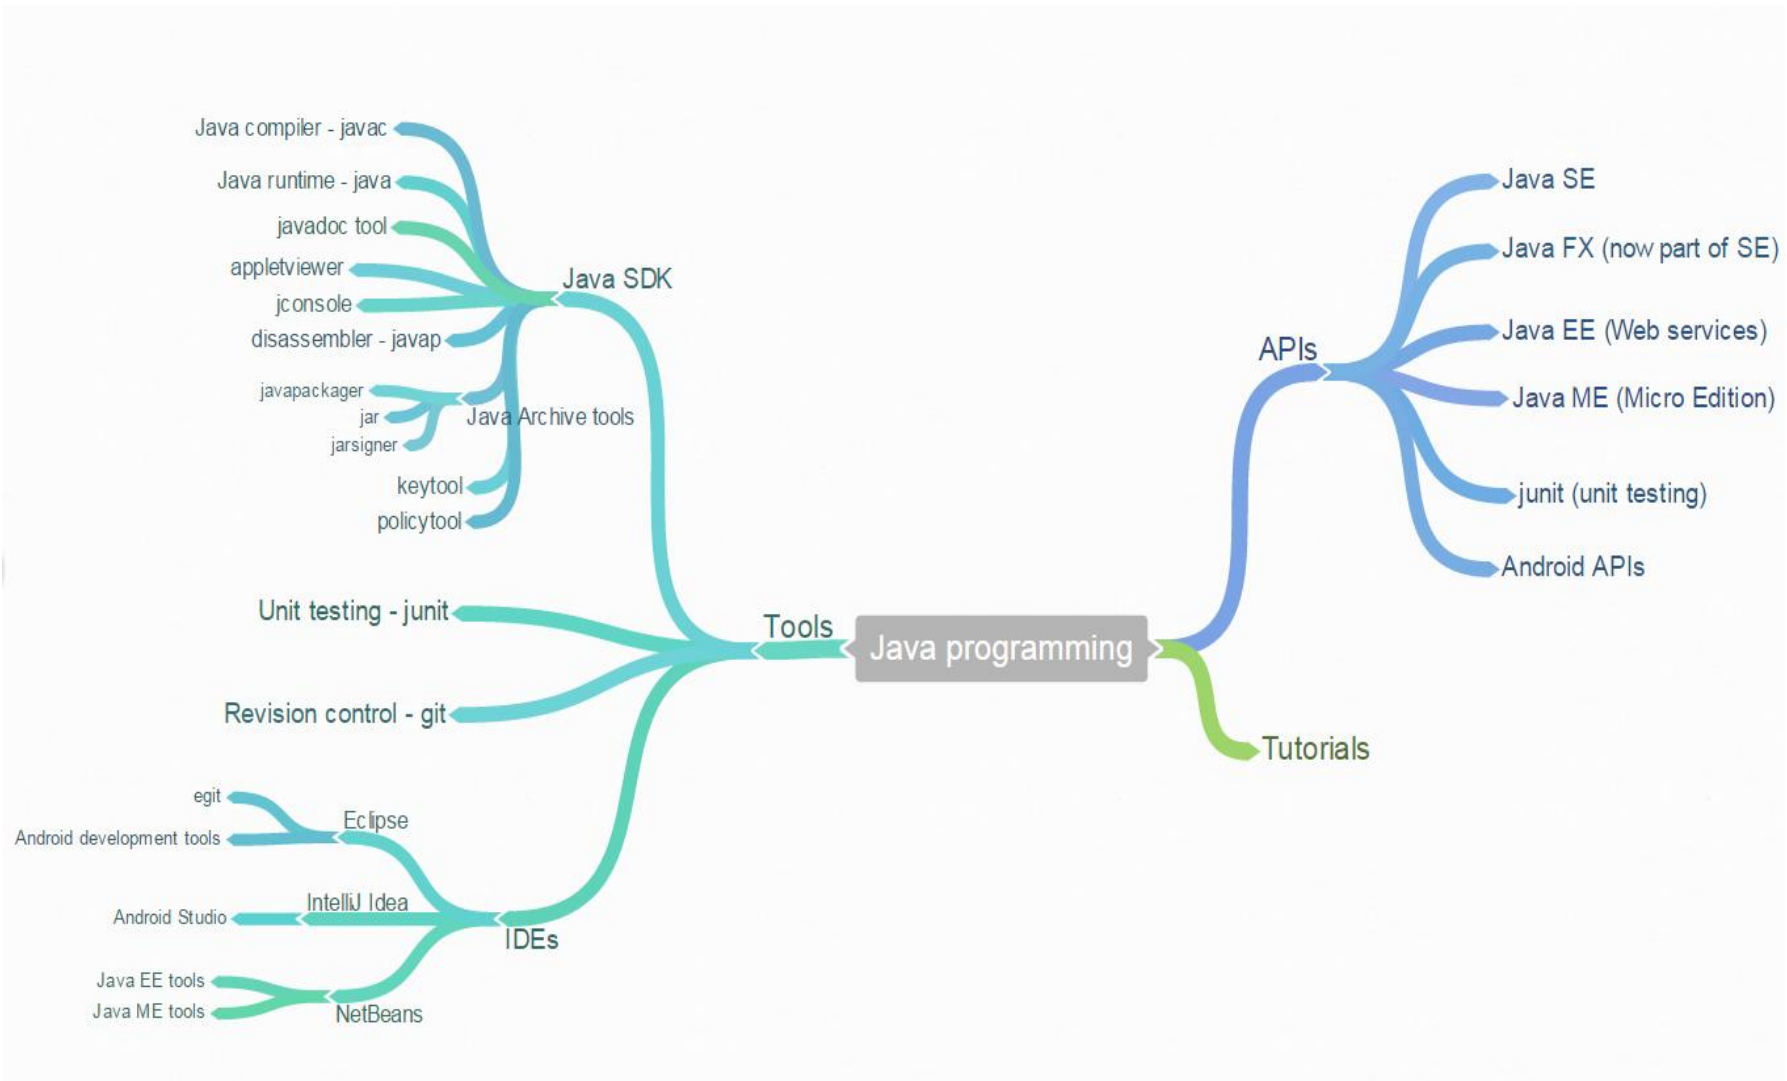 Java programming
Tools
Java SDK
Java compiler - javac
Java runtime - java
javadoc tool
appletviewer
jconsole
disassembler - javap
Java Archive tools
javapackager
jar
jarsigner
keytool
policytool
Unit testing - junit
Revision control - git
IDEs
Eclipse
egit
Android development tools
IntelliJ Idea
Android Studio
NetBeans
Java EE tools
Java ME tools
APIs
Java SE
Java FX (now part of SE)
Java EE (Web services)
Java ME (Micro Edition)
junit (unit testing)
Android APIs
Tutorials